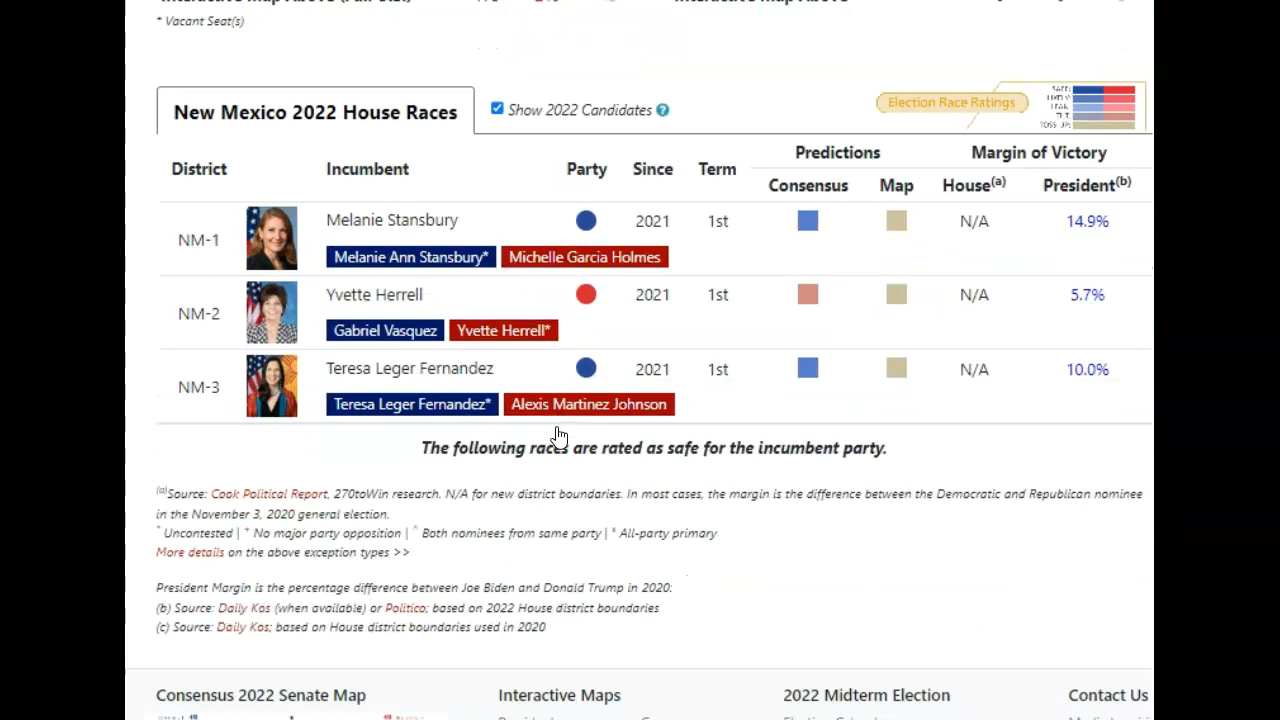 * Vacant Seat(s)
New Mexico 2022 House Races
Show 2022 Candidates ?
Election Race Ratings
Predictions Margin of Victory
District Incumbent Party Since Term Consensus Map House(a) President(b)
NM-1 Melanie Stansbury 2021 1st N/A 14.9%
Melanie Ann Stansbury* Michelle Garcia Holmes
NM-2 Yvette Herrell 2021 1st N/A 5.7%
Gabriel Vasquez Yvette Herrell*
NM-3 Teresa Leger Fernandez 2021 1st N/A 10.0%
Teresa Leger Fernandez* Alexis Martinez Johnson
The following races are rated as safe for the incumbent party.
(a)Source: Cook Political Report, 270toWin research. N/A for new district boundaries. In most cases, the margin is the difference between the Democratic and Republican nominee
in the November 3, 2020 general election.
* Uncontested | + No major party opposition | ^ Both nominees from same party | * All-party primary
More details on the above exception types >>
President Margin is the percentage difference between Joe Biden and Donald Trump in 2020:
(b) Source: Daily Kos (when available) or Politico; based on 2022 House district boundaries
(c) Source: Daily Kos; based on House district boundaries used in 2020
Consensus 2022 Senate Map Interactive Maps 2022 Midterm Election Contact Us